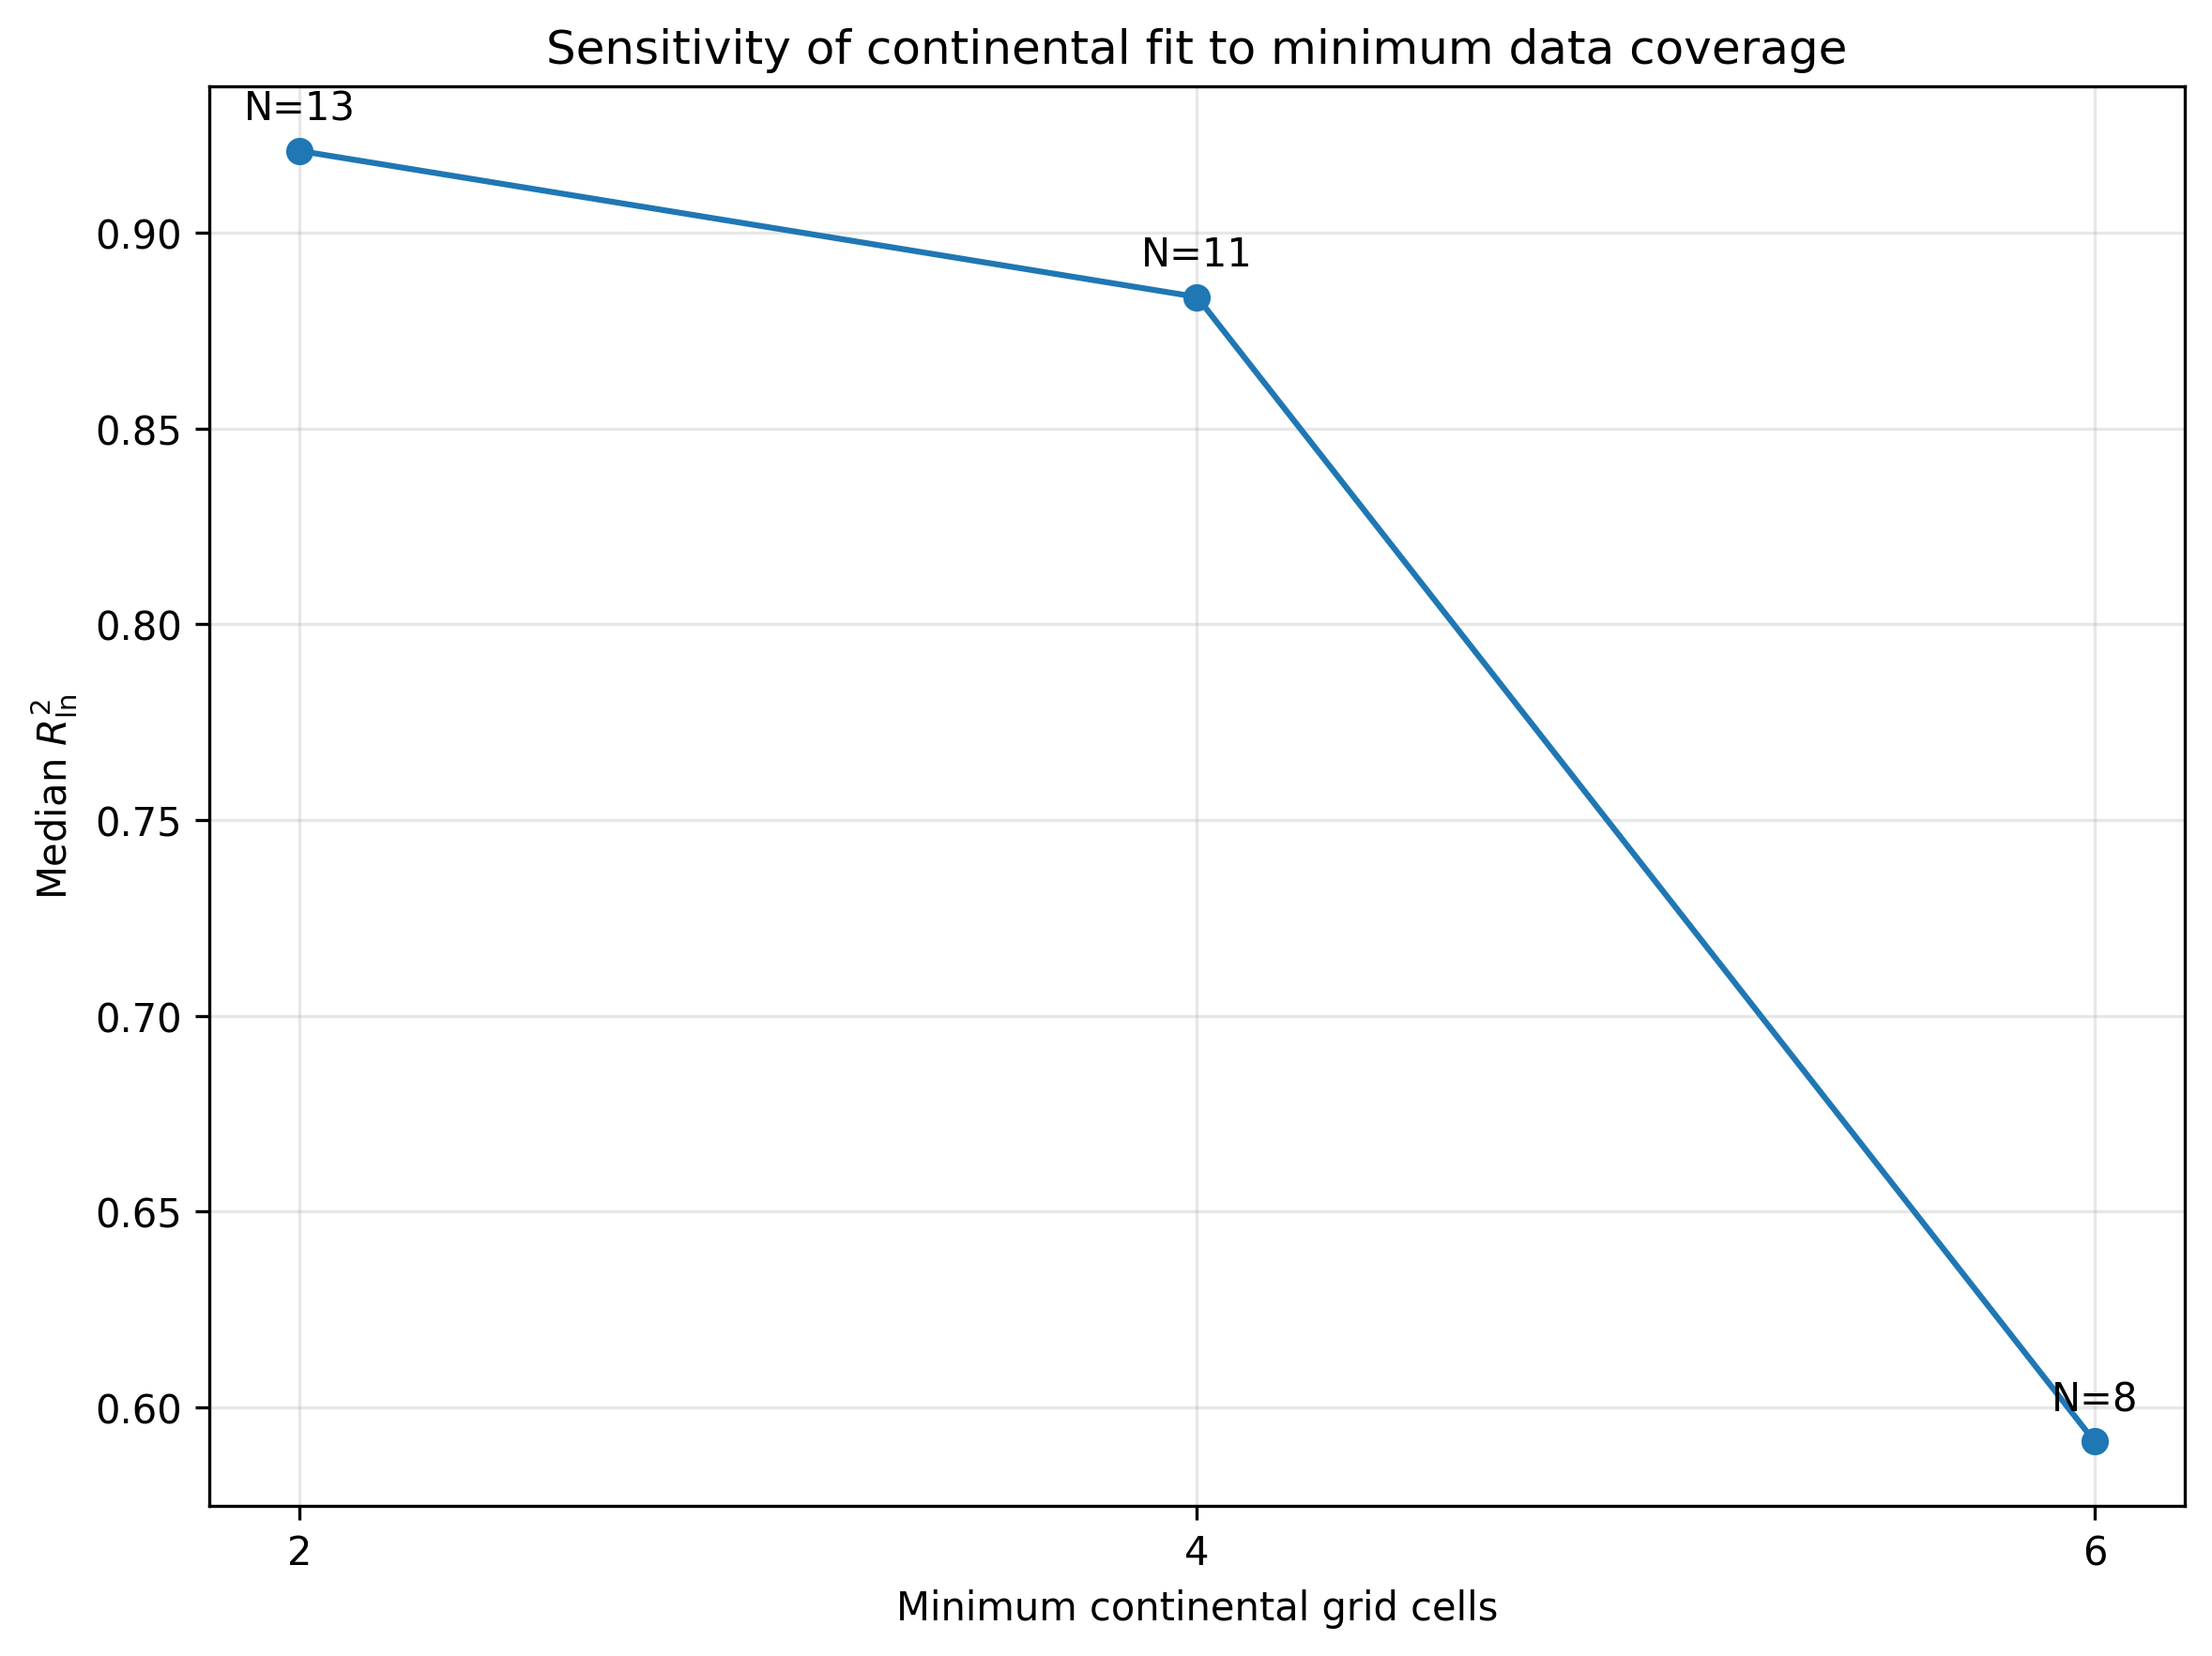 Sensitivity of continental fit to minimum data coverage
N=13
N=11
N=8
0.90
0.85
0.80
0.75
0.70
0.65
0.60
Median R²ln
2
4
6
Minimum continental grid cells